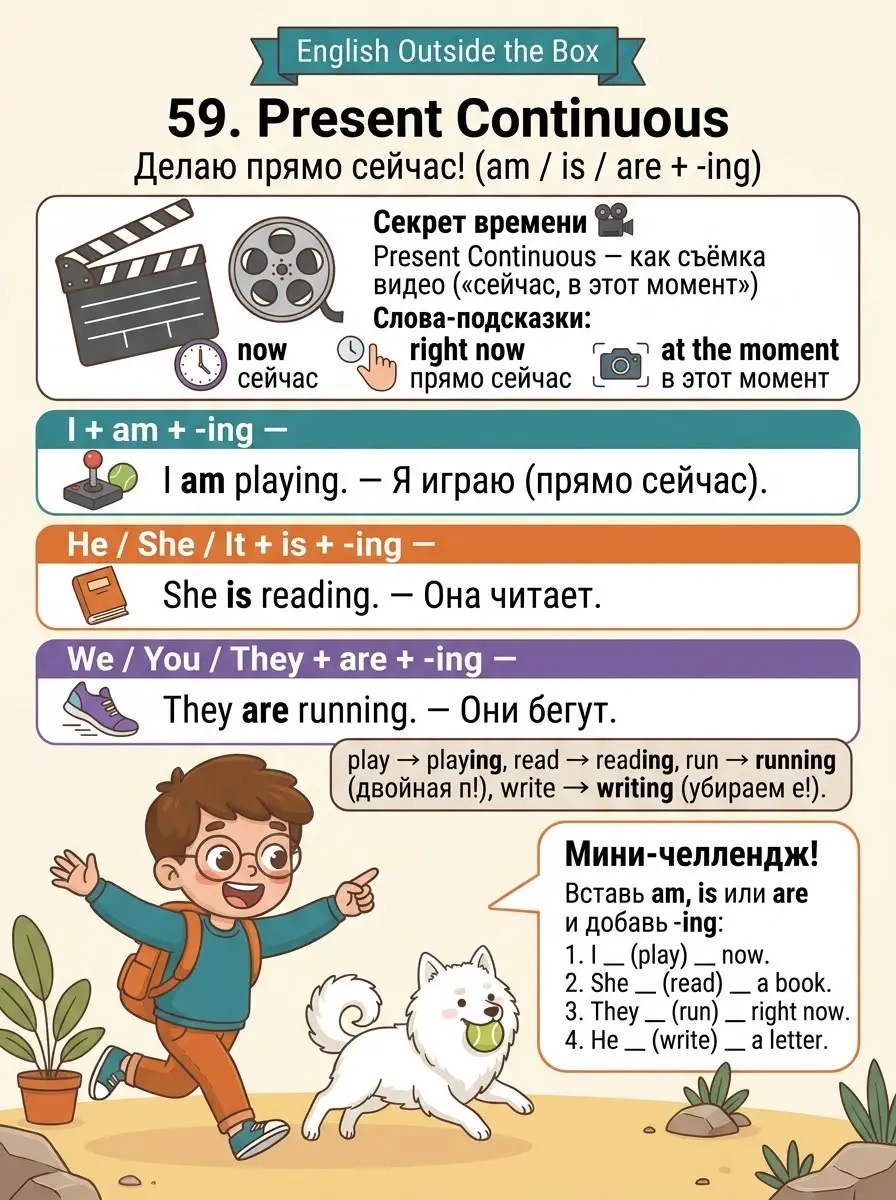 English Outside the Box
59. Present Continuous
Делаю прямо сейчас! (am / is / are + -ing)
Секрет времени
Present Continuous — как съёмка
видео («сейчас, в этот момент»)
Слова-подсказки:
now
сейчас
right now
прямо сейчас
at the moment
в этот момент
I + am + -ing —
I am playing. — Я играю (прямо сейчас).
He / She / It + is + -ing —
She is reading. — Она читает.
We / You / They + are + -ing —
They are running. — Они бегут.
play → playing, read → reading, run → running
(двойная п!), write → writing (убираем е!).
Мини-челлендж!
Вставь am, is или are
и добавь -ing:
1. I __ (play) __ now.
2. She __ (read) __ a book.
3. They __ (run) __ right now.
4. He __ (write) __ a letter.